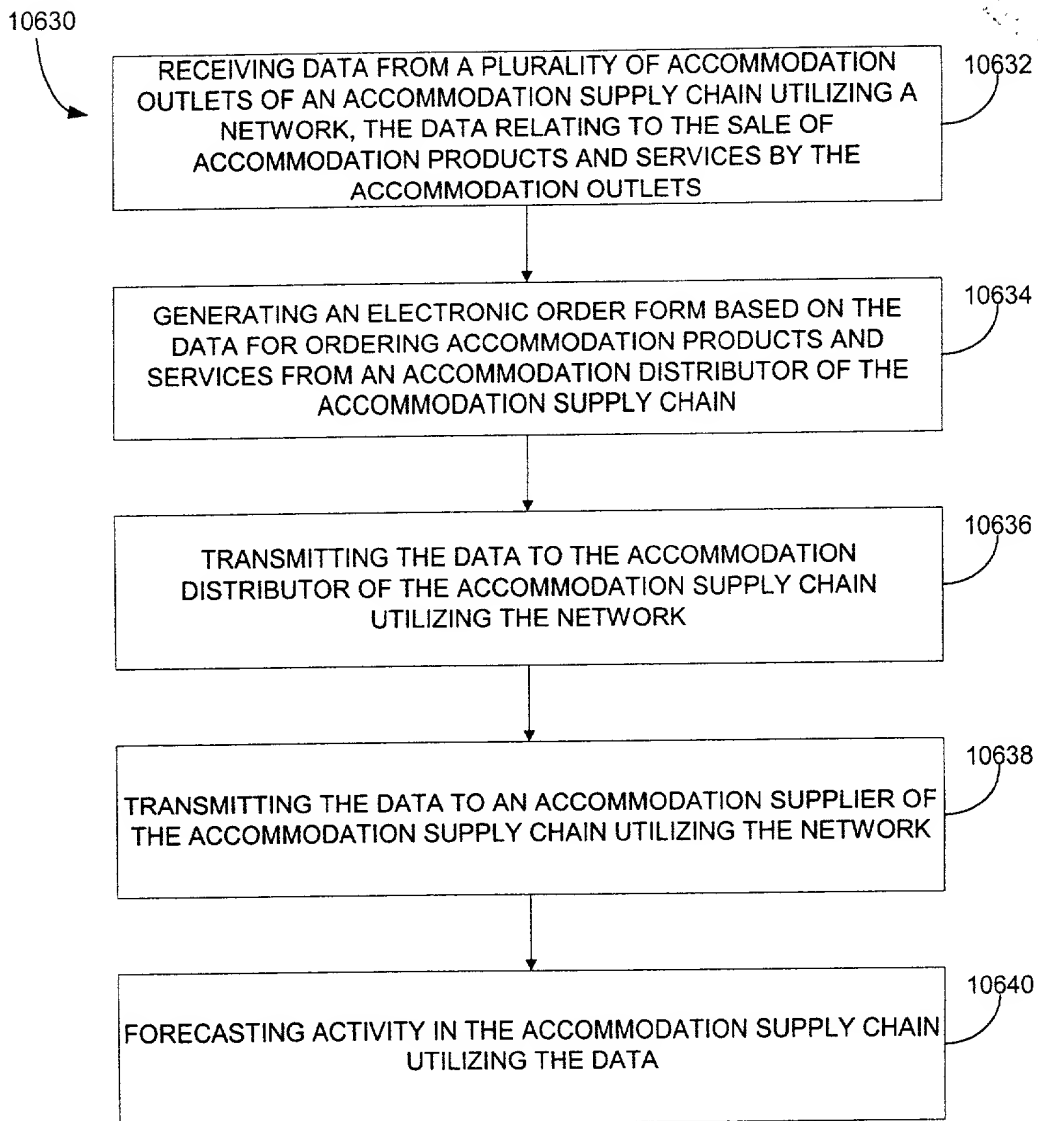 10630
RECEIVING DATA FROM A PLURALITY OF ACCOMMODATION
OUTLETS OF AN ACCOMMODATION SUPPLY CHAIN UTILIZING A
NETWORK, THE DATA RELATING TO THE SALE OF
ACCOMMODATION PRODUCTS AND SERVICES BY THE
ACCOMMODATION OUTLETS
10632
GENERATING AN ELECTRONIC ORDER FORM BASED ON THE
DATA FOR ORDERING ACCOMMODATION PRODUCTS AND
SERVICES FROM AN ACCOMMODATION DISTRIBUTOR OF THE
ACCOMMODATION SUPPLY CHAIN
10634
TRANSMITTING THE DATA TO THE ACCOMMODATION
DISTRIBUTOR OF THE ACCOMMODATION SUPPLY CHAIN
UTILIZING THE NETWORK
10636
TRANSMITTING THE DATA TO AN ACCOMMODATION SUPPLIER OF
THE ACCOMMODATION SUPPLY CHAIN UTILIZING THE NETWORK
10638
FORECASTING ACTIVITY IN THE ACCOMMODATION SUPPLY CHAIN
UTILIZING THE DATA
10640